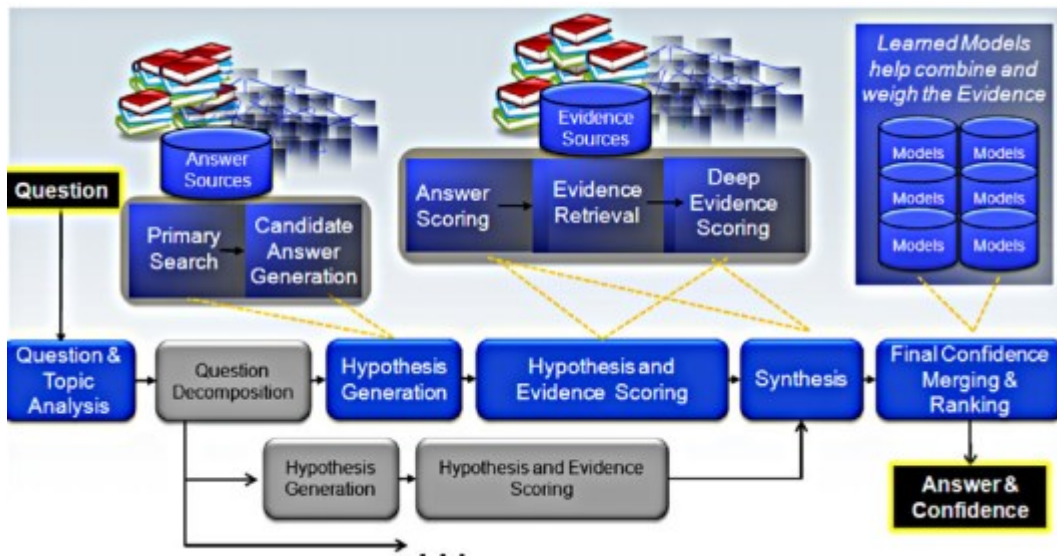 Learned Models
help combine and
weigh the Evidence
Answer
Sources
Evidence
Sources
Models
Models
Models
Models
Models
Models
Question
Primary
Search
Candidate
Answer
Generation
Answer
Scoring
Evidence
Retrieval
Deep
Evidence
Scoring
Question &
Topic
Analysis
Question
Decomposition
Hypothesis
Generation
Hypothesis and
Evidence Scoring
Synthesis
Final Confidence
Merging &
Ranking
Hypothesis
Generation
Hypothesis and Evidence
Scoring
Answer &
Confidence
. . .